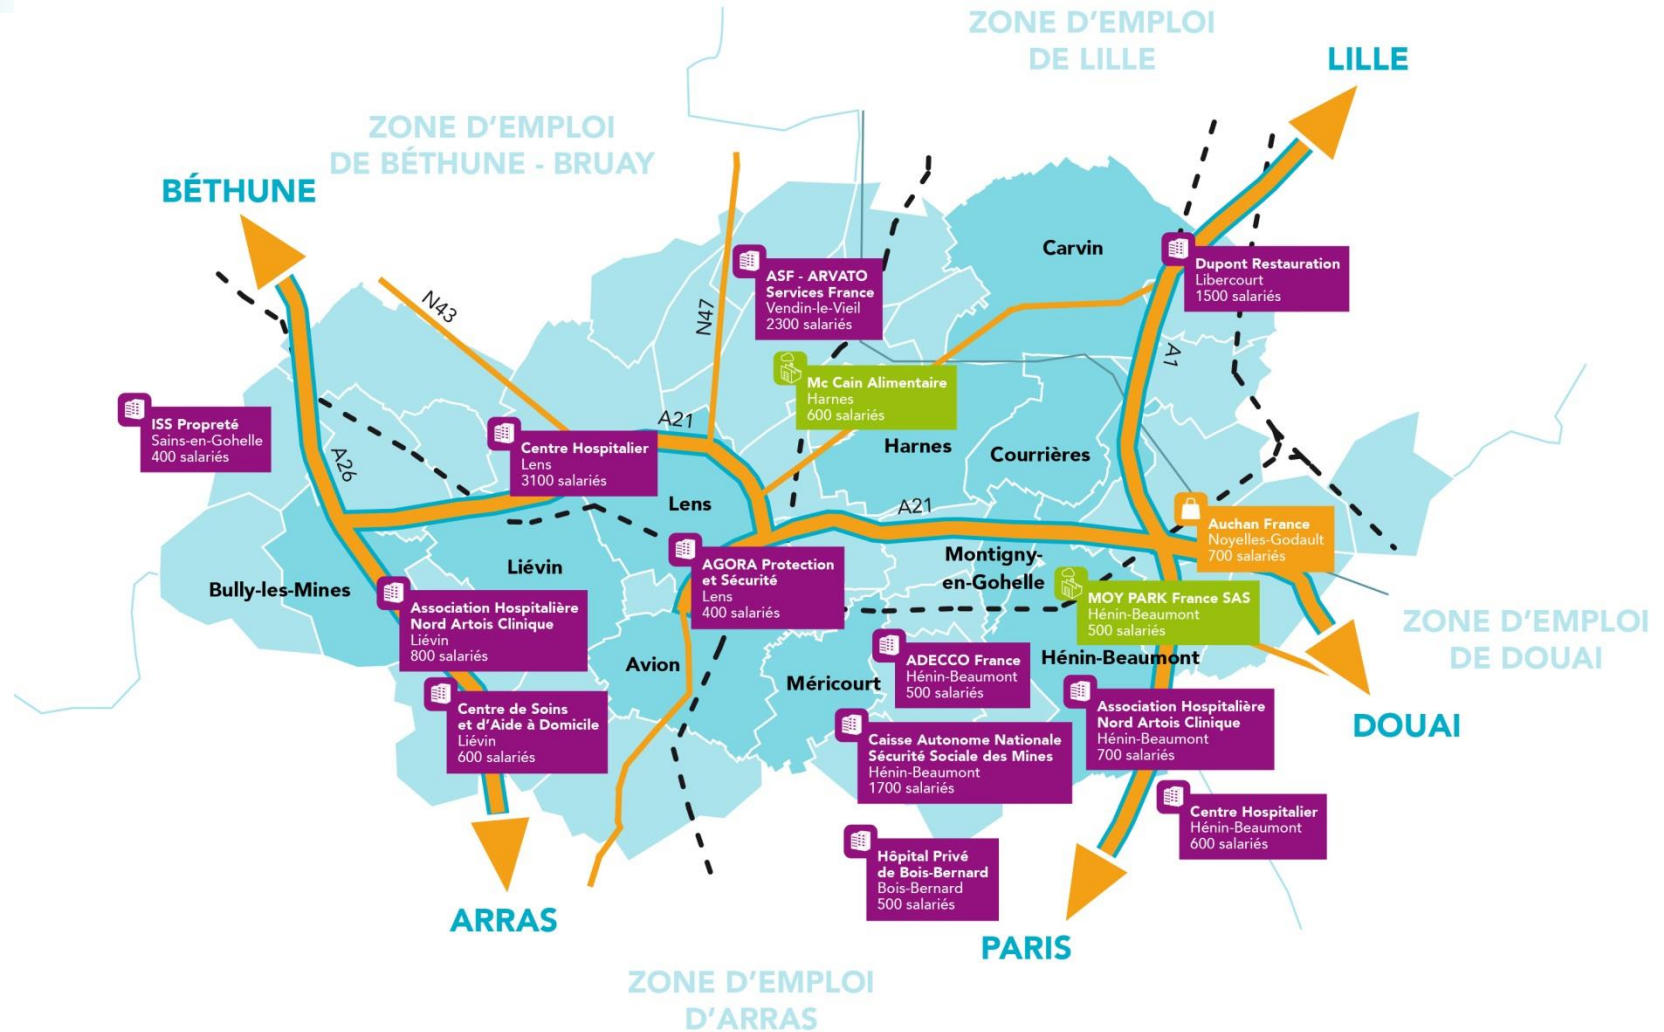 ZONE D'EMPLOI
DE LILLE
LILLE
ZONE D'EMPLOI
DE BÉTHUNE - BRUAY
BÉTHUNE
Carvin
Dupont Restauration
Libercourt
1500 salariés
ASF - ARVATO
Services France
Vendin-le-Vieil
2300 salariés
N43
N47
A1
Mc Cain Alimentaire
Harnes
600 salariés
ISS Propreté
Sains-en-Gohelle
400 salariés
A26
Centre Hospitalier
Lens
3100 salariés
A21
Harnes
Courrières
Lens
A21
Auchan France
Noyelles-Godault
700 salariés
Liévin
AGORA Protection
et Sécurité
Lens
400 salariés
Montigny-
en-Gohelle
Bully-les-Mines
MOY PARK France SAS
Hénin-Beaumont
500 salariés
Association Hospitalière
Nord Artois Clinique
Liévin
800 salariés
ZONE D'EMPLOI
DE DOUAI
Avion
Méricourt
ADECCO France
Hénin-Beaumont
500 salariés
Hénin-Beaumont
Centre de Soins
et d'Aide à Domicile
Liévin
600 salariés
Association Hospitalière
Nord Artois Clinique
Hénin-Beaumont
700 salariés
DOUAI
Caisse Autonome Nationale
Sécurité Sociale des Mines
Hénin-Beaumont
1700 salariés
Centre Hospitalier
Hénin-Beaumont
600 salariés
Hôpital Privé
de Bois-Bernard
Bois-Bernard
500 salariés
ARRAS
PARIS
ZONE D'EMPLOI
D'ARRAS